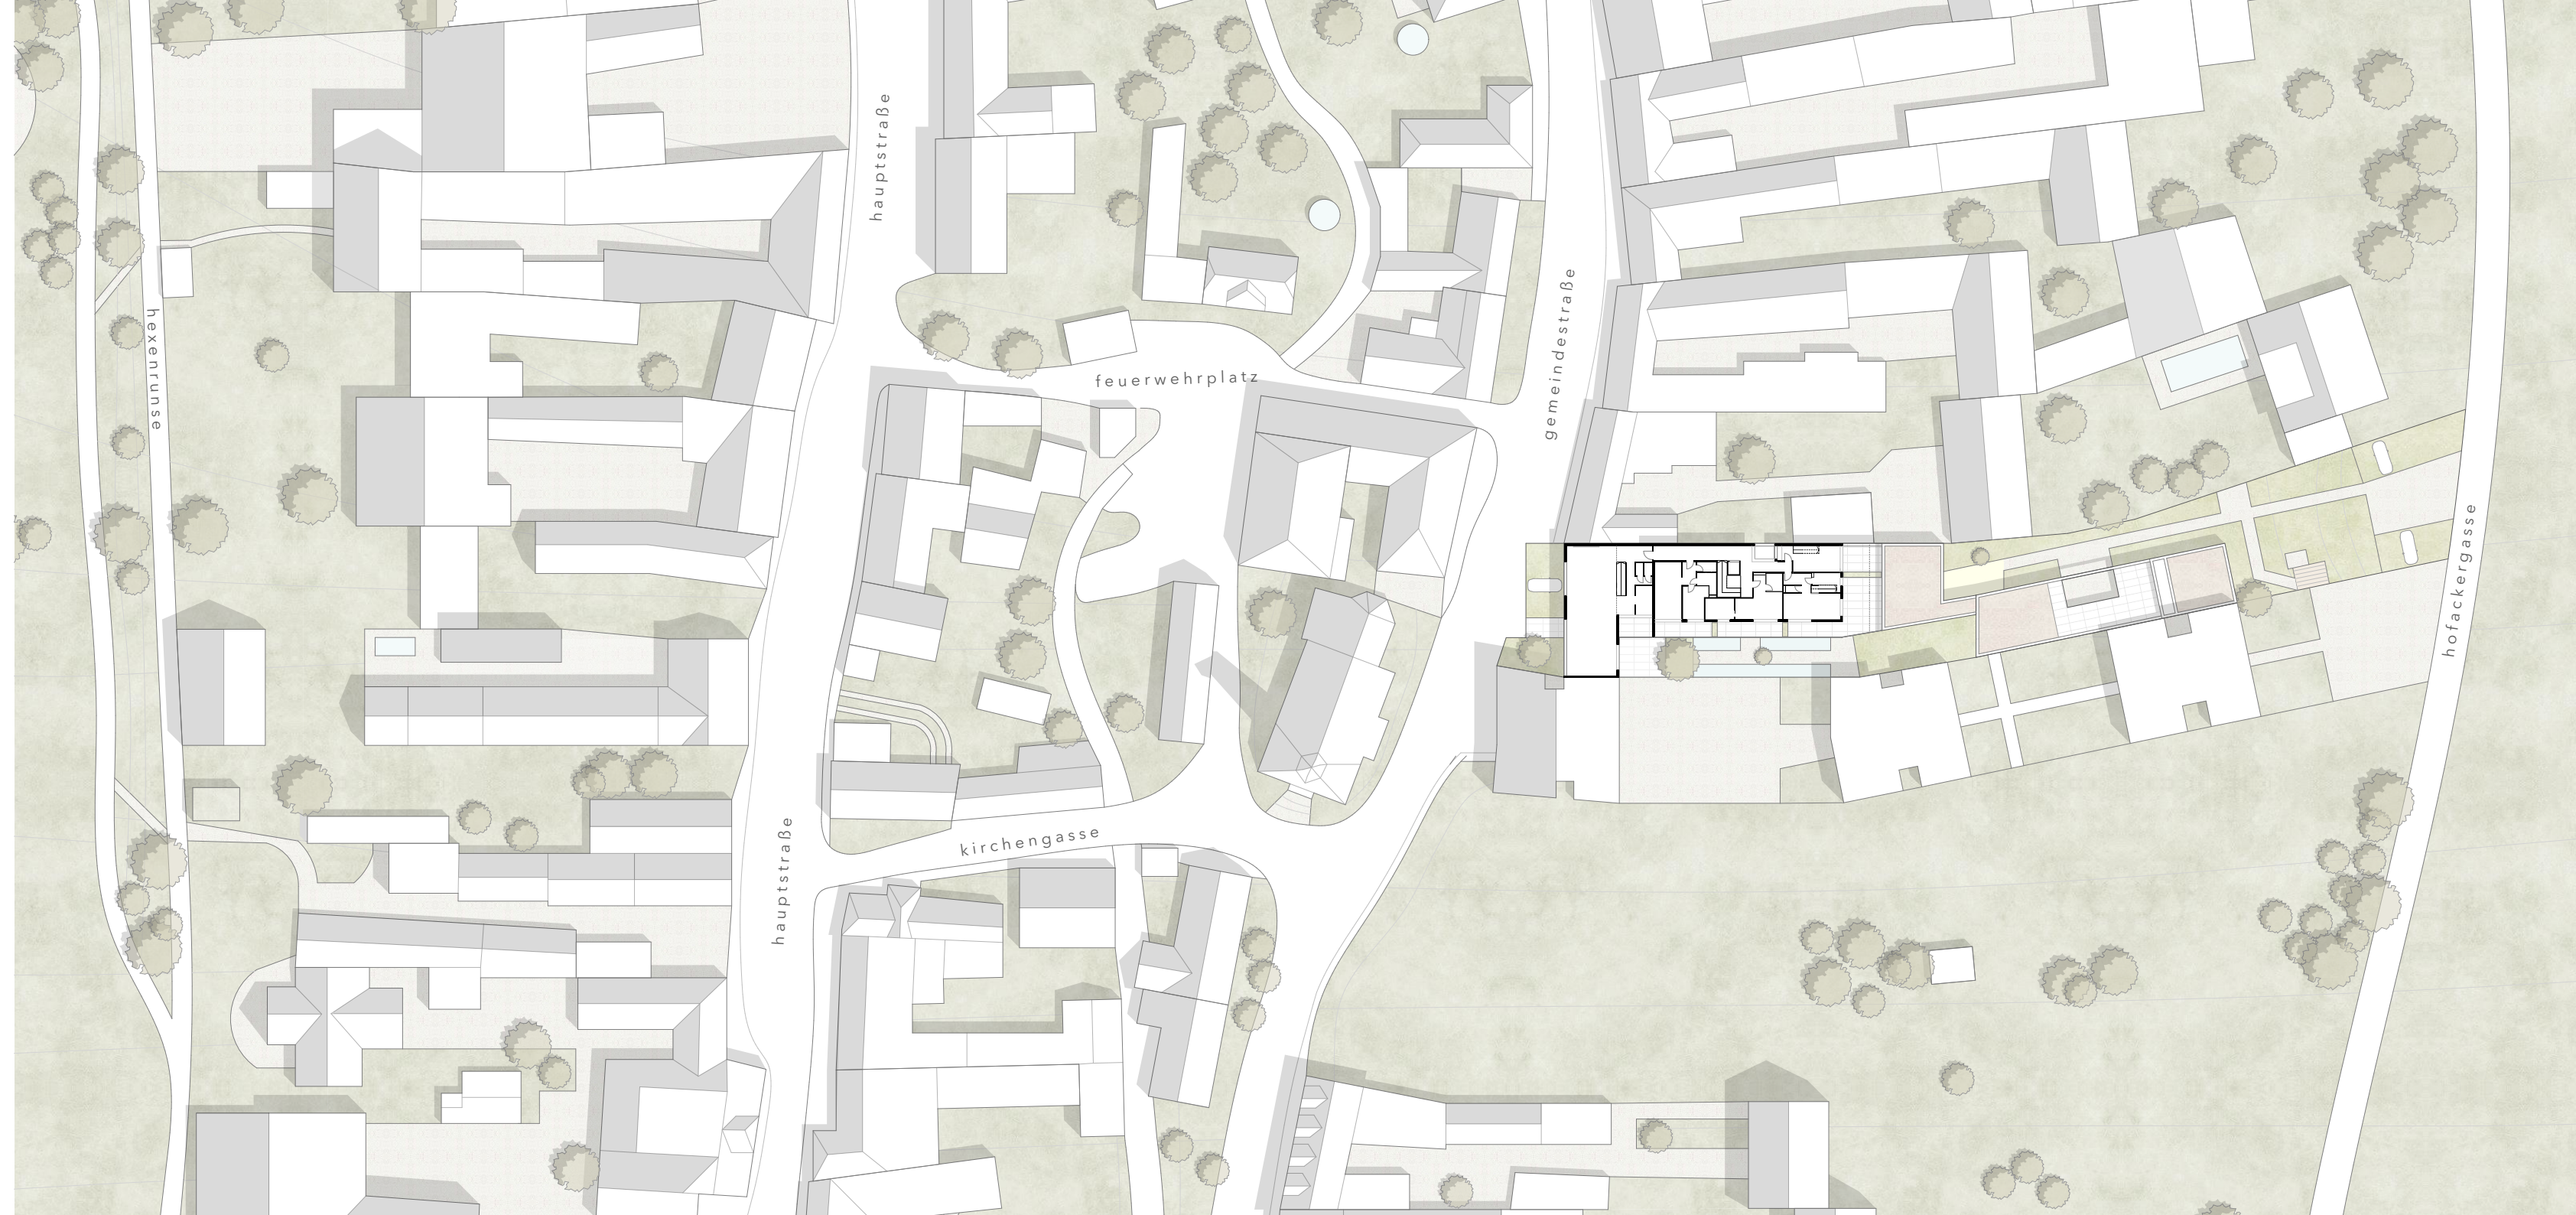 hauptstraße
hexenrunse
feuerwehrplatz
gemeindestraße
hofackergasse
kirchengasse
hauptstraße